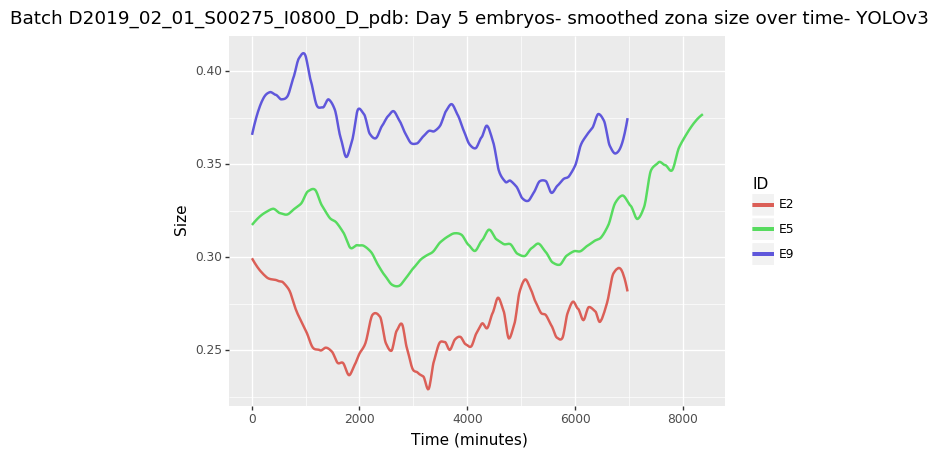 Batch D2019_02_01_S00275_I0800_D_pdb: Day 5 embryos- smoothed zona size over time- YOLOv3
0.40
0.35
0.30
0.25
Size
0
2000
4000
6000
8000
Time (minutes)
ID
E2
E5
E9